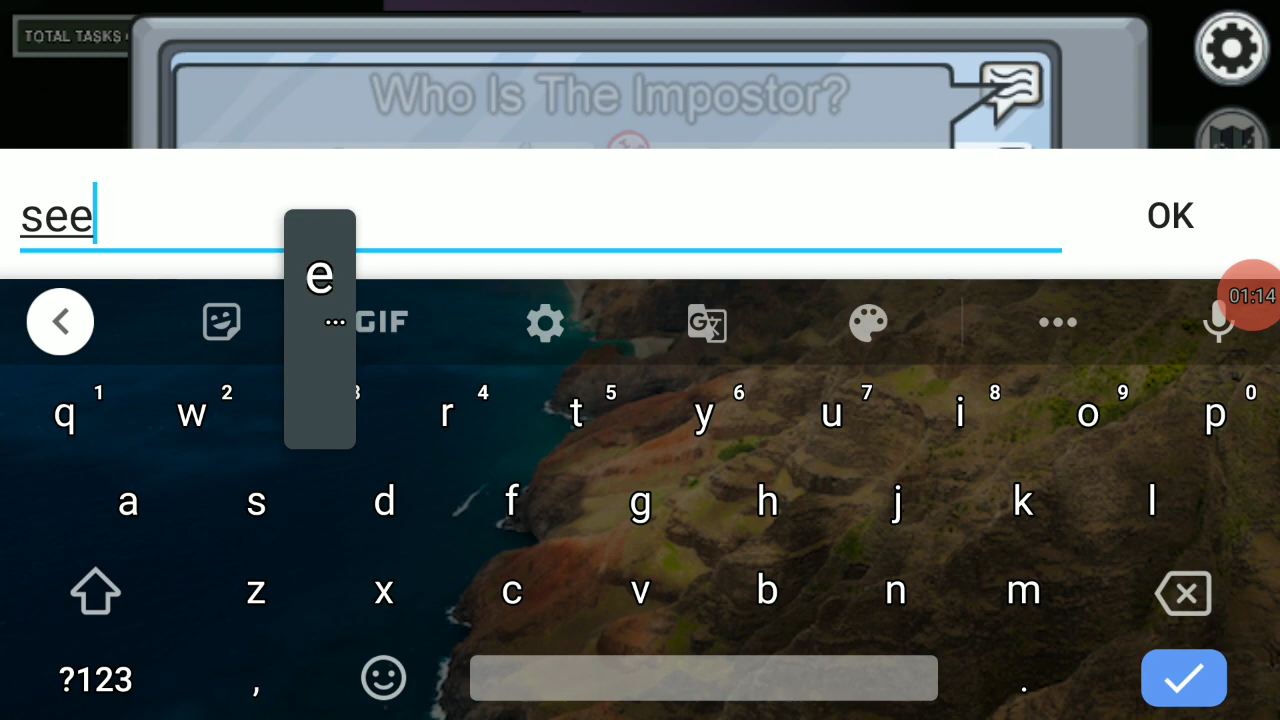 TOTAL TASKS
Who Is The Impostor?
see
OK
e
...
GIF
01:14
q 1 w 2 3 r 4 t 5 y 6 u 7 i 8 o 9 p 0
a s d f g h j k l
z x c v b n m
?123 , .